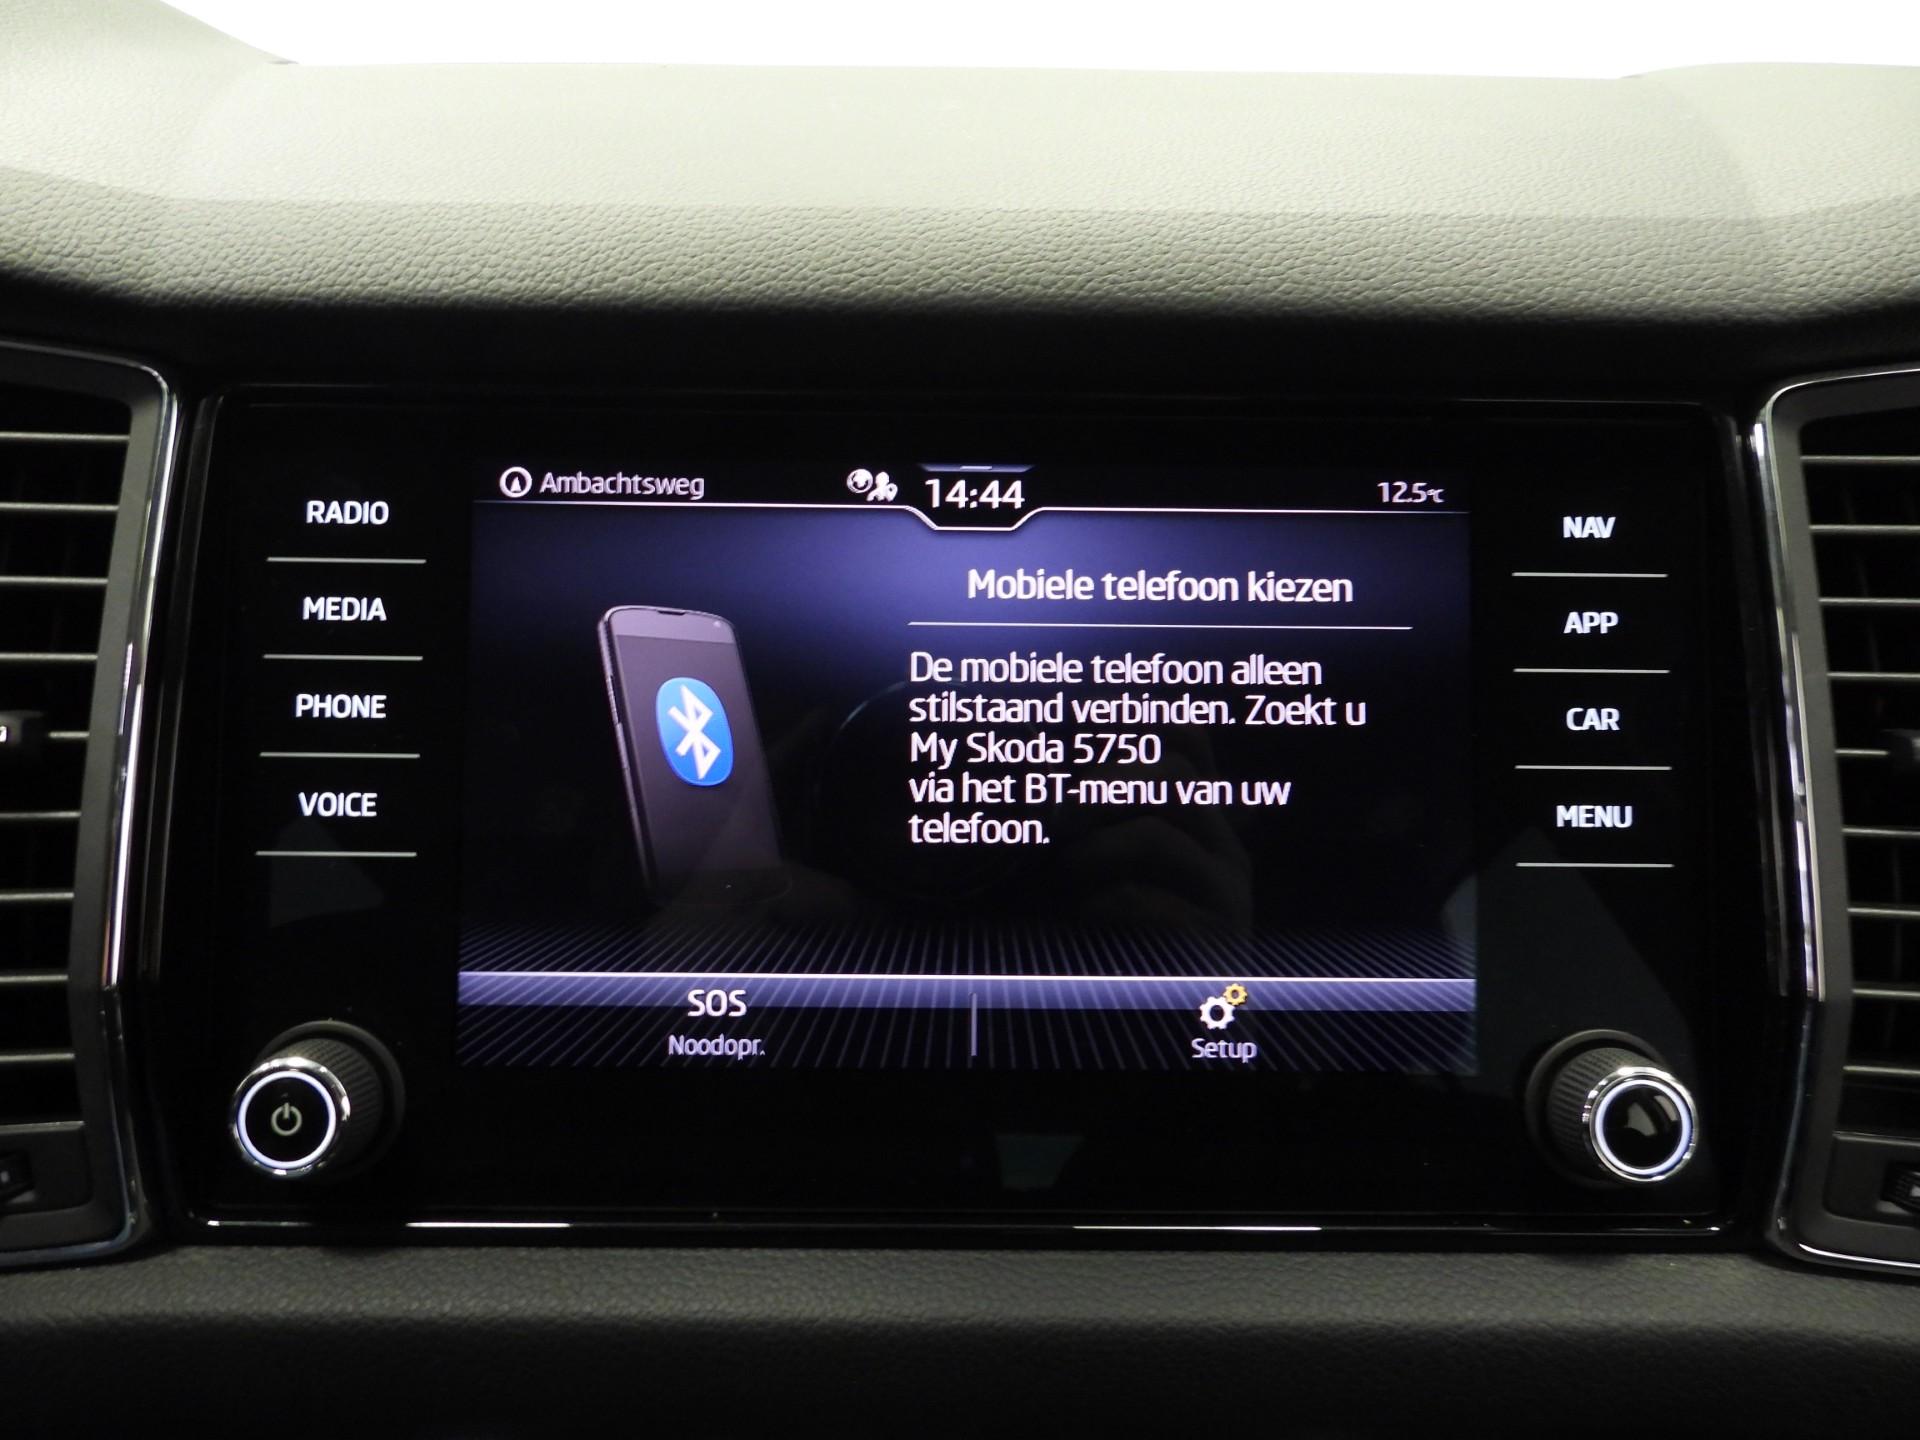 Ambachtsweg
14:44
12.5°C
RADIO
MEDIA
PHONE
VOICE
Mobiele telefoon kiezen
De mobiele telefoon alleen
stilstaand verbinden. Zoekt u
My Skoda 5750
via het BT-menu van uw
telefoon.
SOS
Noodopr.
Setup
NAV
APP
CAR
MENU